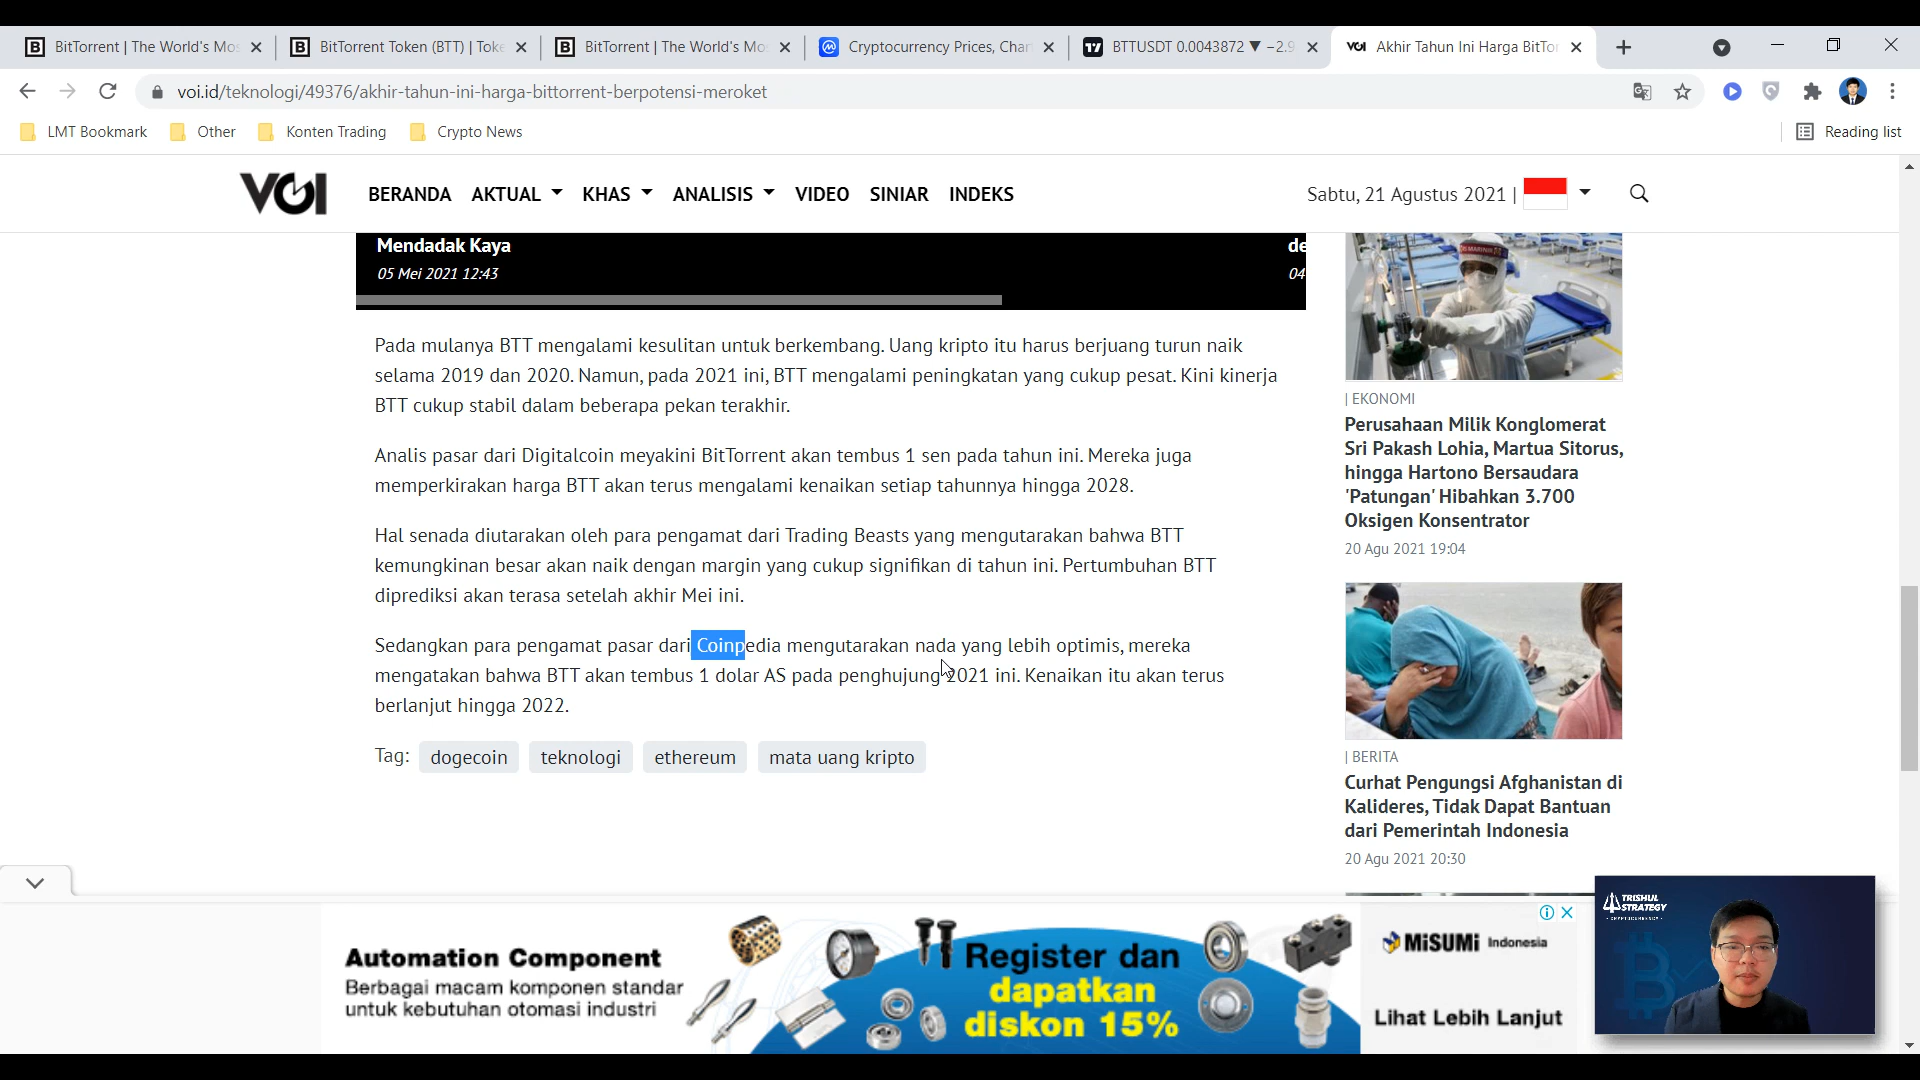 BitTorrent | The World's Mos
BitTorrent Token (BTT) | Toke
BitTorrent | The World's Mo
Cryptocurrency Prices, Char
BTTUSDT 0.0043872 ▼ −2.9
VOI Akhir Tahun Ini Harga BitTor
voi.id/teknologi/49376/akhir-tahun-ini-harga-bittorrent-berpotensi-meroket
LMT Bookmark
Other
Konten Trading
Crypto News
Reading list
VOI
BERANDA AKTUAL KHAS ANALISIS VIDEO SINIAR INDEKS
Sabtu, 21 Agustus 2021 |
Mendadak Kaya
05 Mei 2021 12:43
de
04
Pada mulanya BTT mengalami kesulitan untuk berkembang. Uang kripto itu harus berjuang turun naik
selama 2019 dan 2020. Namun, pada 2021 ini, BTT mengalami peningkatan yang cukup pesat. Kini kinerja
BTT cukup stabil dalam beberapa pekan terakhir.
Analis pasar dari Digitalcoin meyakini BitTorrent akan tembus 1 sen pada tahun ini. Mereka juga
memperkirakan harga BTT akan terus mengalami kenaikan setiap tahunnya hingga 2028.
Hal senada diutarakan oleh para pengamat dari Trading Beasts yang mengutarakan bahwa BTT
kemungkinan besar akan naik dengan margin yang cukup signifikan di tahun ini. Pertumbuhan BTT
diprediksi akan terasa setelah akhir Mei ini.
Sedangkan para pengamat pasar dari Coinpedia mengutarakan nada yang lebih optimis, mereka
mengatakan bahwa BTT akan tembus 1 dolar AS pada penghujung 2021 ini. Kenaikan itu akan terus
berlanjut hingga 2022.
Tag: dogecoin teknologi ethereum mata uang kripto
| EKONOMI
Perusahaan Milik Konglomerat
Sri Pakash Lohia, Martua Sitorus,
hingga Hartono Bersaudara
'Patungan' Hibahkan 3.700
Oksigen Konsentrator
20 Agu 2021 19:04
| BERITA
Curhat Pengungsi Afghanistan di
Kalideres, Tidak Dapat Bantuan
dari Pemerintah Indonesia
20 Agu 2021 20:30
Automation Component
Berbagai macam komponen standar
untuk kebutuhan otomasi industri
Register dan
dapatkan
diskon 15%
MiSUMi Indonesia
Lihat Lebih Lanjut
TRISHUL
STRATEGY
- CRYPTOCURRENCY -